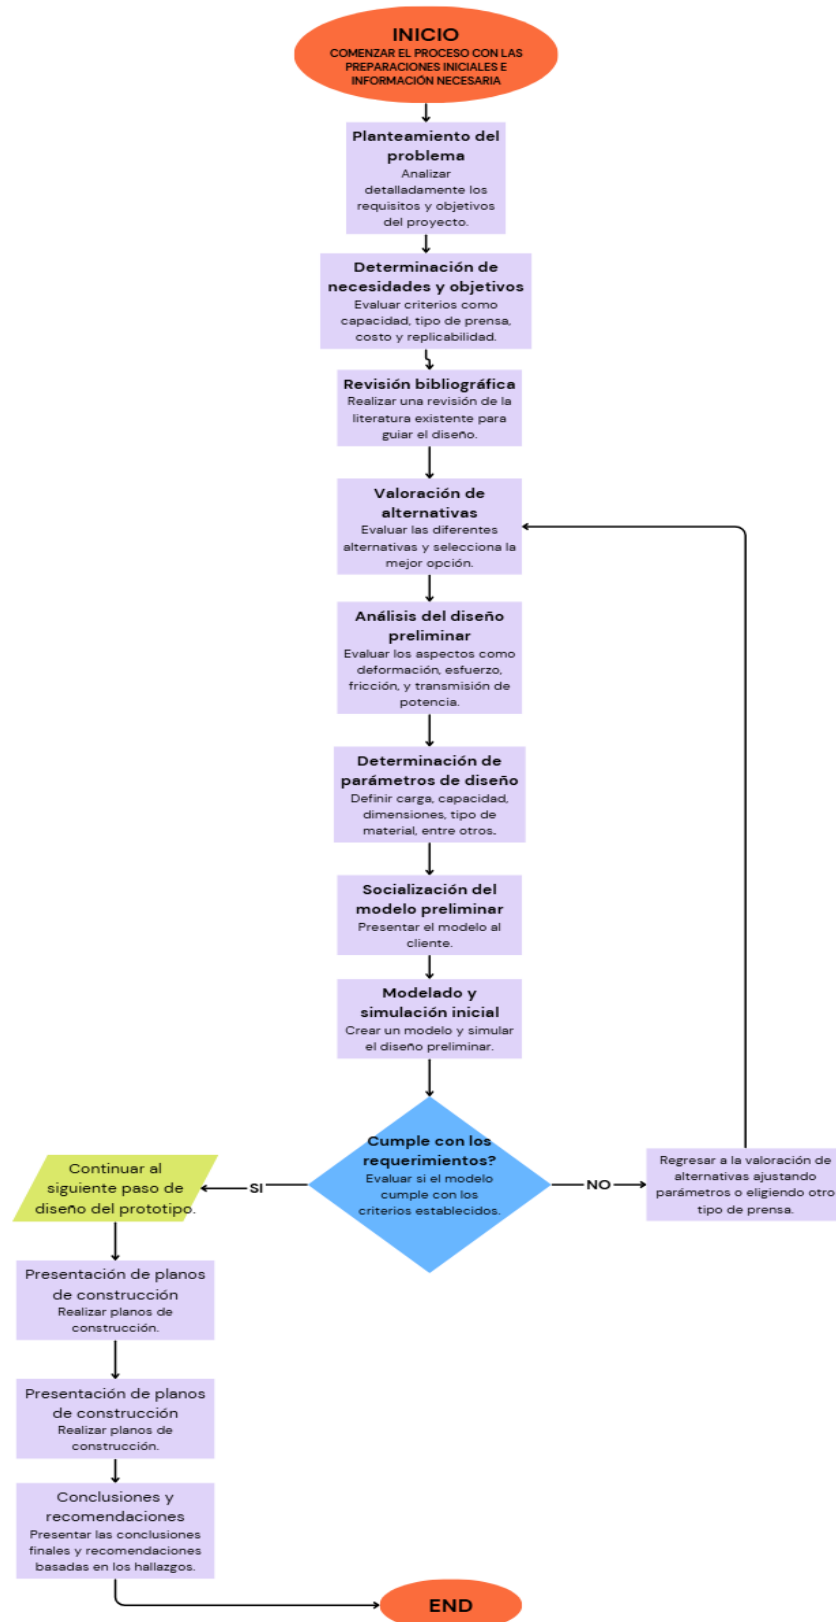 INICIO
COMENZAR EL PROCESO CON LAS
PREPARACIONES INICIALES E
INFORMACIÓN NECESARIA
Planteamiento del
problema
Analizar
detalladamente los
requisitos y objetivos
del proyecto.
Determinación de
necesidades y objetivos
Evaluar criterios como
capacidad, tipo de prensa,
costo y replicabilidad.
Revisión bibliográfica
Realizar una revisión de la
literatura existente para
guiar el diseño.
Valoración de
alternativas
Evaluar las diferentes
alternativas y selecciona la
mejor opción.
Análisis del diseño
preliminar
Evaluar los aspectos como
deformación, esfuerzo,
fricción, y transmisión de
potencia.
Determinación de
parámetros de diseño
Definir carga, capacidad,
dimensiones, tipo de
material, entre otros.
Socialización del
modelo preliminar
Presentar el modelo al
cliente.
Modelado y
simulación inicial
Crear un modelo y simular
el diseño preliminar.
Cumple con los
requerimientos?
Evaluar si el modelo
cumple con los
criterios establecidos.
NO
Regresar a la valoración de
alternativas ajustando
parámetros o eligiendo otro
tipo de prensa.
SI
Continuar al
siguiente paso de
diseño del prototipo.
Presentación de planos
de construcción
Realizar planos de
construcción.
Presentación de planos
de construcción
Realizar planos de
construcción.
Conclusiones y
recomendaciones
Presentar las conclusiones
finales y recomendaciones
basadas en los hallazgos.
END